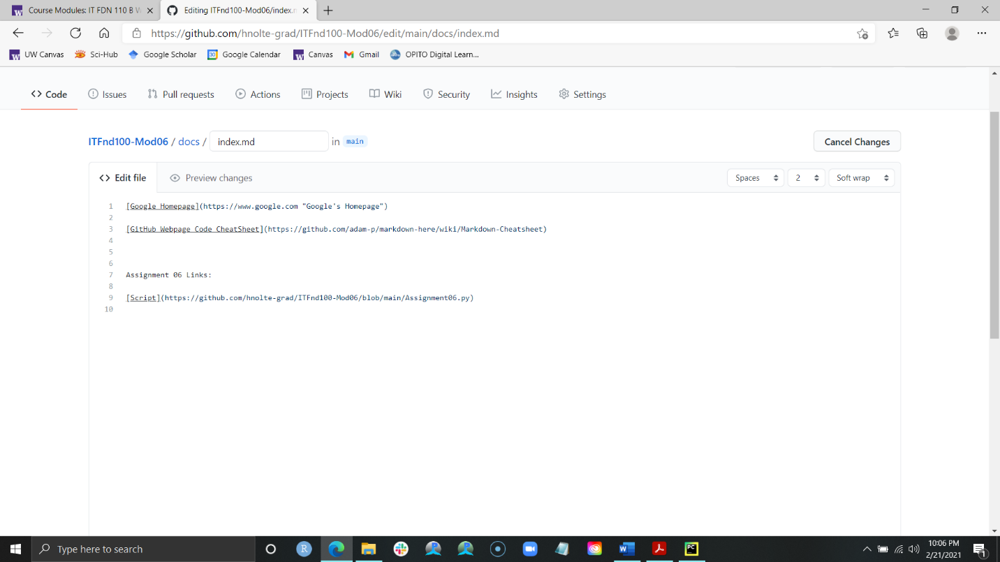 Course Modules: IT FDN 110 B W
Editing ITFnd100-Mod06/index.m
https://github.com/hnolte-grad/ITFnd100-Mod06/edit/main/docs/index.md
UW Canvas Sci-Hub Google Scholar Google Calendar Canvas Gmail OPITO Digital Learn...
Code Issues Pull requests Actions Projects Wiki Security Insights Settings
ITFnd100-Mod06 / docs / index.md in main Cancel Changes
Edit file Preview changes Spaces 2 Soft wrap
1 [Google Homepage](https://www.google.com "Google's Homepage")
2
3 [GitHub Webpage Code CheatSheet](https://github.com/adam-p/markdown-here/wiki/Markdown-Cheatsheet)
4
5
6
7 Assignment 06 Links:
8
9 [Script](https://github.com/hnolte-grad/ITFnd100-Mod06/blob/main/Assignment06.py)
10
Type here to search
10:06 PM
2/21/2021